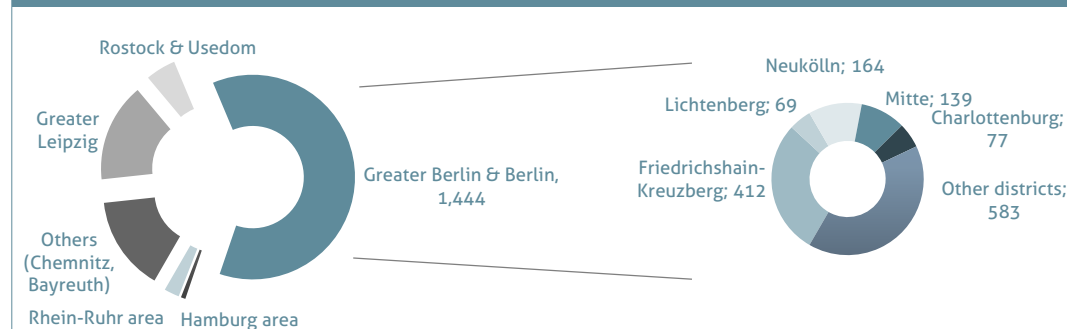 Rostock & Usedom
Greater
Leipzig
Others
(Chemnitz,
Bayreuth)
Rhein-Ruhr area
Hamburg area
Greater Berlin & Berlin,
1,444
Neukölln; 164
Lichtenberg; 69
Mitte; 139
Charlottenburg;
77
Friedrichshain-
Kreuzberg; 412
Other districts;
583